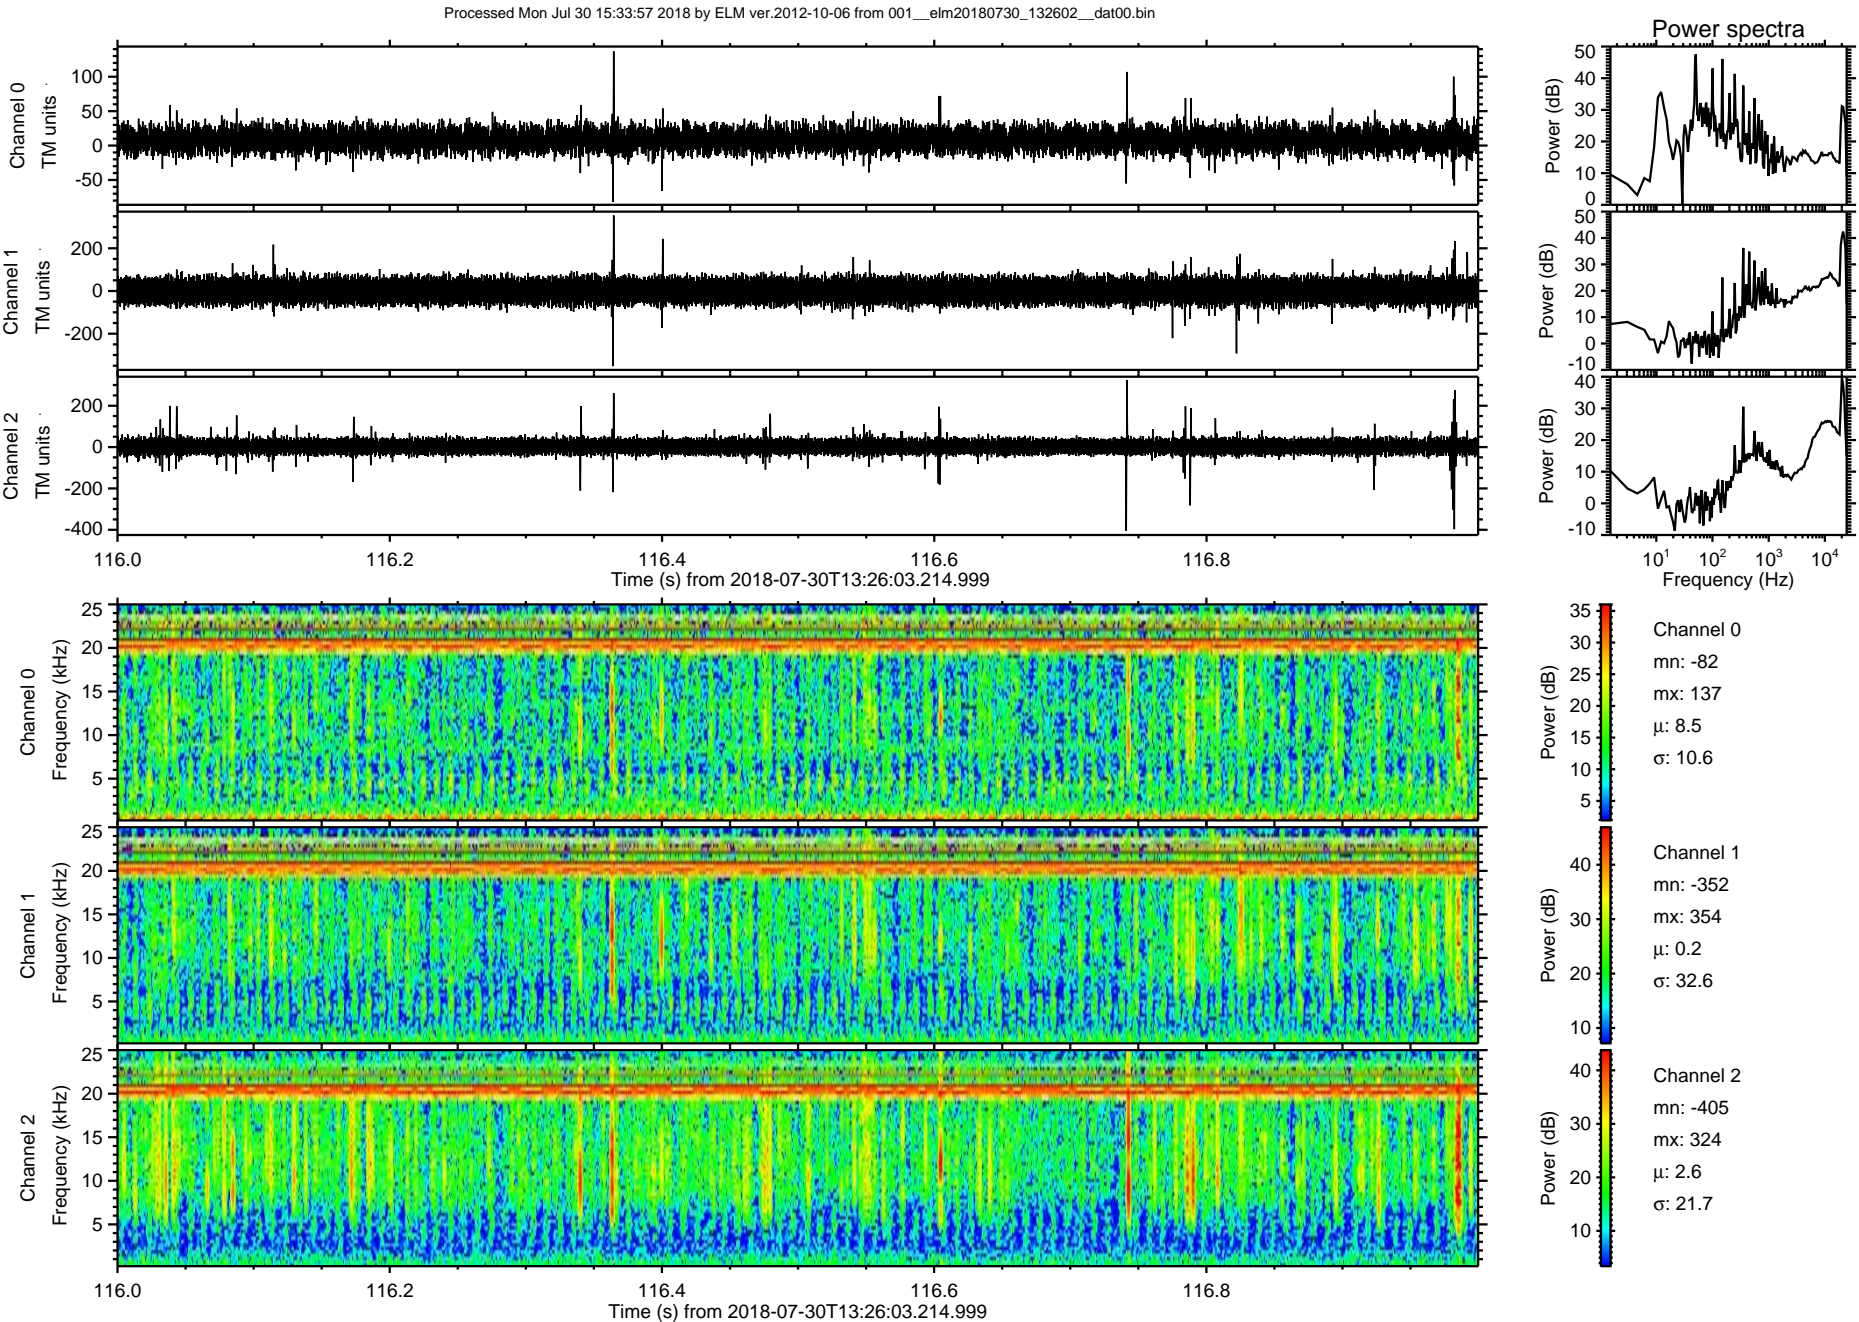 Processed Mon Jul 30 15:33:57 2018 by ELM ver.2012-10-06 from 001__elm20180730_132602__dat00.bin
Power spectra
Channel 0
TM units
100
50
0
-50
Power (dB)
50
40
30
20
10
0
Channel 1
TM units
200
0
-200
Power (dB)
50
40
30
20
10
0
-10
Channel 2
TM units
200
0
-200
-400
Power (dB)
40
30
20
10
0
-10
116.0
116.2
116.4
116.6
116.8
Time (s) from 2018-07-30T13:26:03.214.999
10¹
10²
10³
10⁴
Frequency (Hz)
Channel 0
Frequency (kHz)
25
20
15
10
5
Power (dB)
35
30
25
20
15
10
5
Channel 0
mn: -82
mx: 137
μ: 8.5
σ: 10.6
Channel 1
Frequency (kHz)
25
20
15
10
5
Power (dB)
40
30
20
10
Channel 1
mn: -352
mx: 354
μ: 0.2
σ: 32.6
Channel 2
Frequency (kHz)
25
20
15
10
5
Power (dB)
40
30
20
10
Channel 2
mn: -405
mx: 324
μ: 2.6
σ: 21.7
116.0
116.2
116.4
116.6
116.8
Time (s) from 2018-07-30T13:26:03.214.999